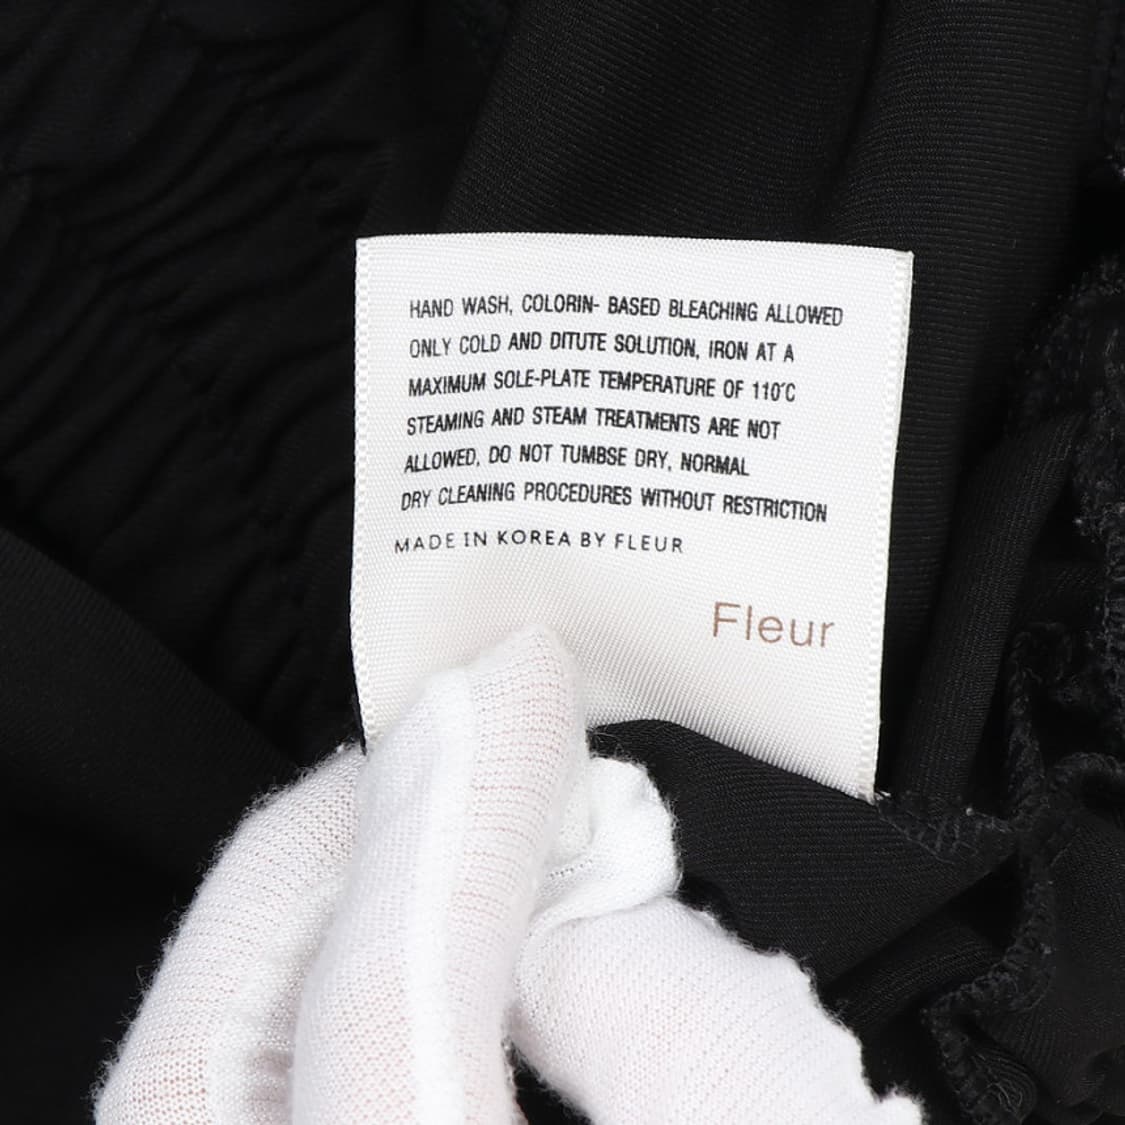 HAND WASH, COLORIN- BASED BLEACHING ALLOWED
ONLY COLD AND DITUTE SOLUTION, IRON AT A
MAXIMUM SOLE-PLATE TEMPERATURE OF 110°C
STEAMING AND STEAM TREATMENTS ARE NOT
ALLOWED, DO NOT TUMBSE DRY, NORMAL
DRY CLEANING PROCEDURES WITHOUT RESTRICTION
MADE IN KOREA BY FLEUR
Fleur